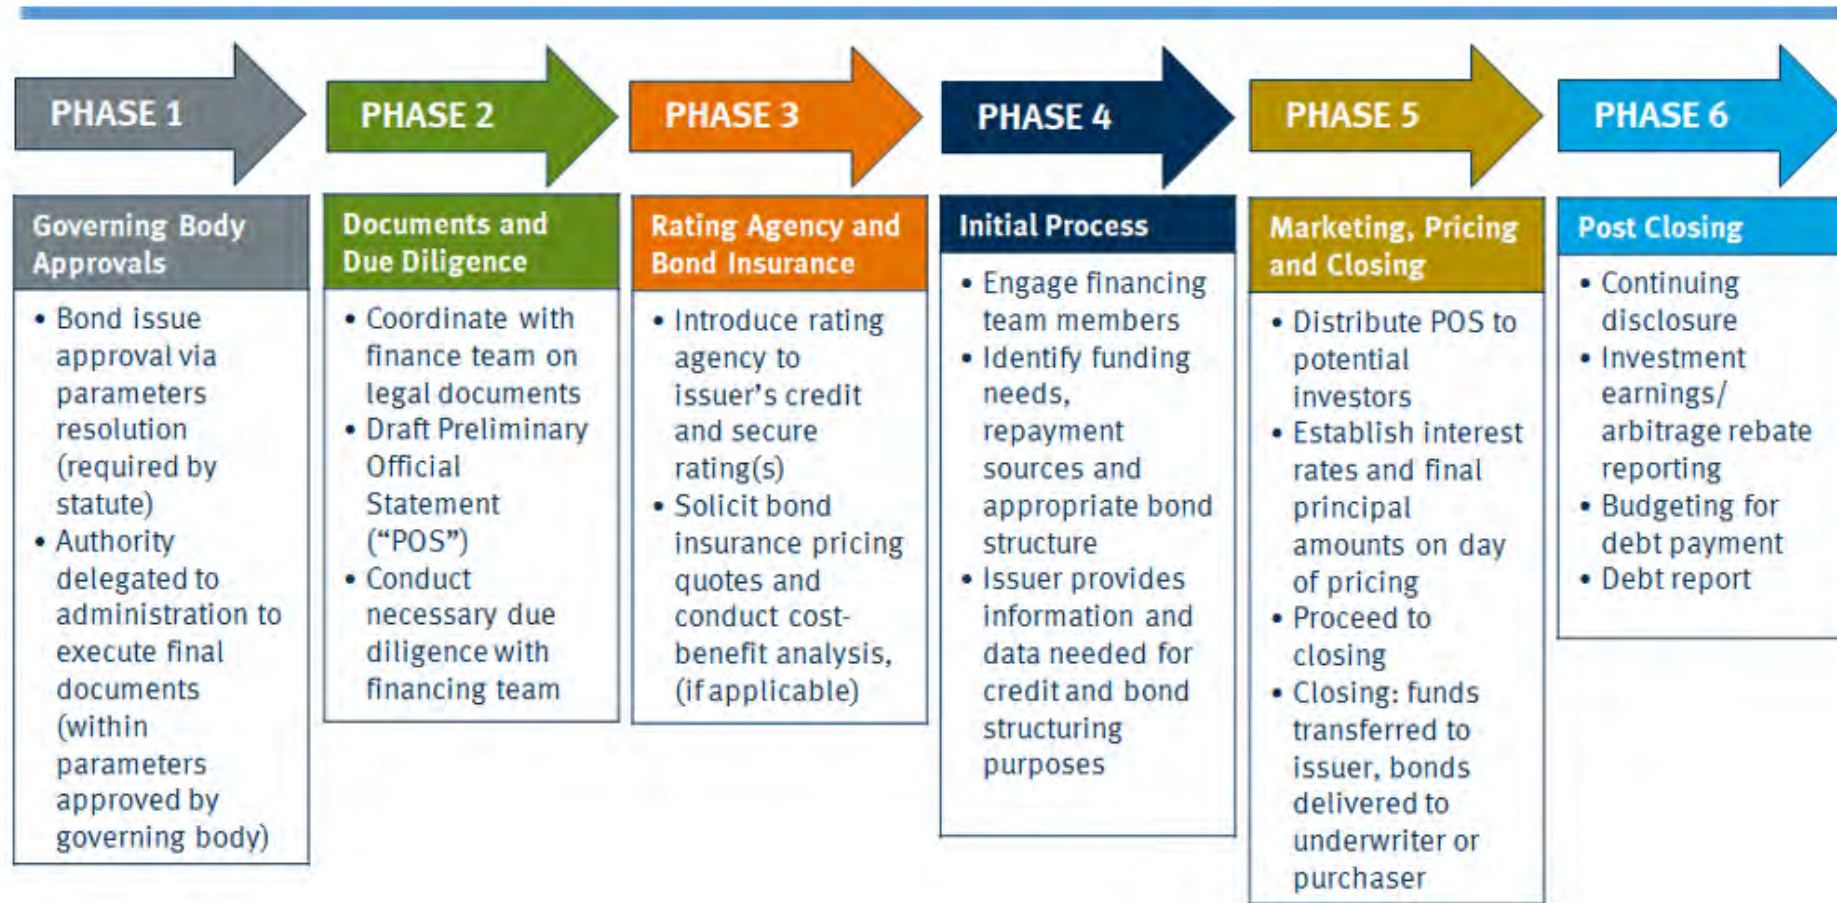 PHASE 1
PHASE 2
PHASE 3
PHASE 4
PHASE 5
PHASE 6
Governing Body
Approvals
• Bond issue
approval via
parameters
resolution
(required by
statute)
• Authority
delegated to
administration to
execute final
documents
(within
parameters
approved by
governing body)
Documents and
Due Diligence
• Coordinate with
finance team on
legal documents
• Draft Preliminary
Official
Statement
(“POS”)
• Conduct
necessary due
diligence with
financing team
Rating Agency and
Bond Insurance
• Introduce rating
agency to
issuer’s credit
and secure
rating(s)
• Solicit bond
insurance pricing
quotes and
conduct cost-
benefit analysis,
(if applicable)
Initial Process
• Engage financing
team members
• Identify funding
needs,
repayment
sources and
appropriate bond
structure
• Issuer provides
information and
data needed for
credit and bond
structuring
purposes
Marketing, Pricing
and Closing
• Distribute POS to
potential
investors
• Establish interest
rates and final
principal
amounts on day
of pricing
• Proceed to
closing
• Closing: funds
transferred to
issuer, bonds
delivered to
underwriter or
purchaser
Post Closing
• Continuing
disclosure
• Investment
earnings/
arbitrage rebate
reporting
• Budgeting for
debt payment
• Debt report